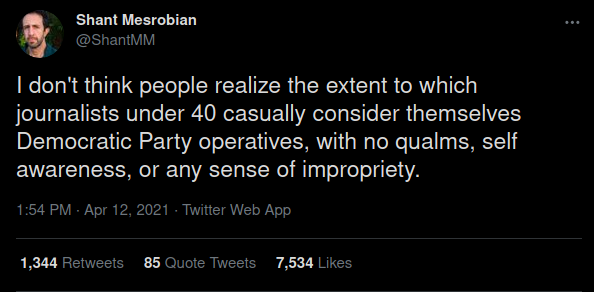 Shant Mesrobian
@ShantMM
I don't think people realize the extent to which
journalists under 40 casually consider themselves
Democratic Party operatives, with no qualms, self
awareness, or any sense of impropriety.
1:54 PM · Apr 12, 2021 · Twitter Web App
1,344 Retweets 85 Quote Tweets 7,534 Likes